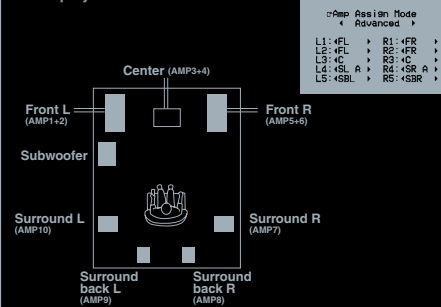 ☞Amp Assign Mode
◀ Advanced ▶
L1:◀FL ▶ R1:◀FR ▶
L2:◀FL ▶ R2:◀FR ▶
L3:◀C ▶ R3:◀C ▶
L4:◀SL A ▶ R4:◀SR A ▶
L5:◀SBL ▶ R5:◀SBR ▶
Center (AMP3+4)
Front L
(AMP1+2)
Front R
(AMP5+6)
Subwoofer
Surround L
(AMP10)
Surround R
(AMP7)
Surround
back L
(AMP9)
Surround
back R
(AMP8)